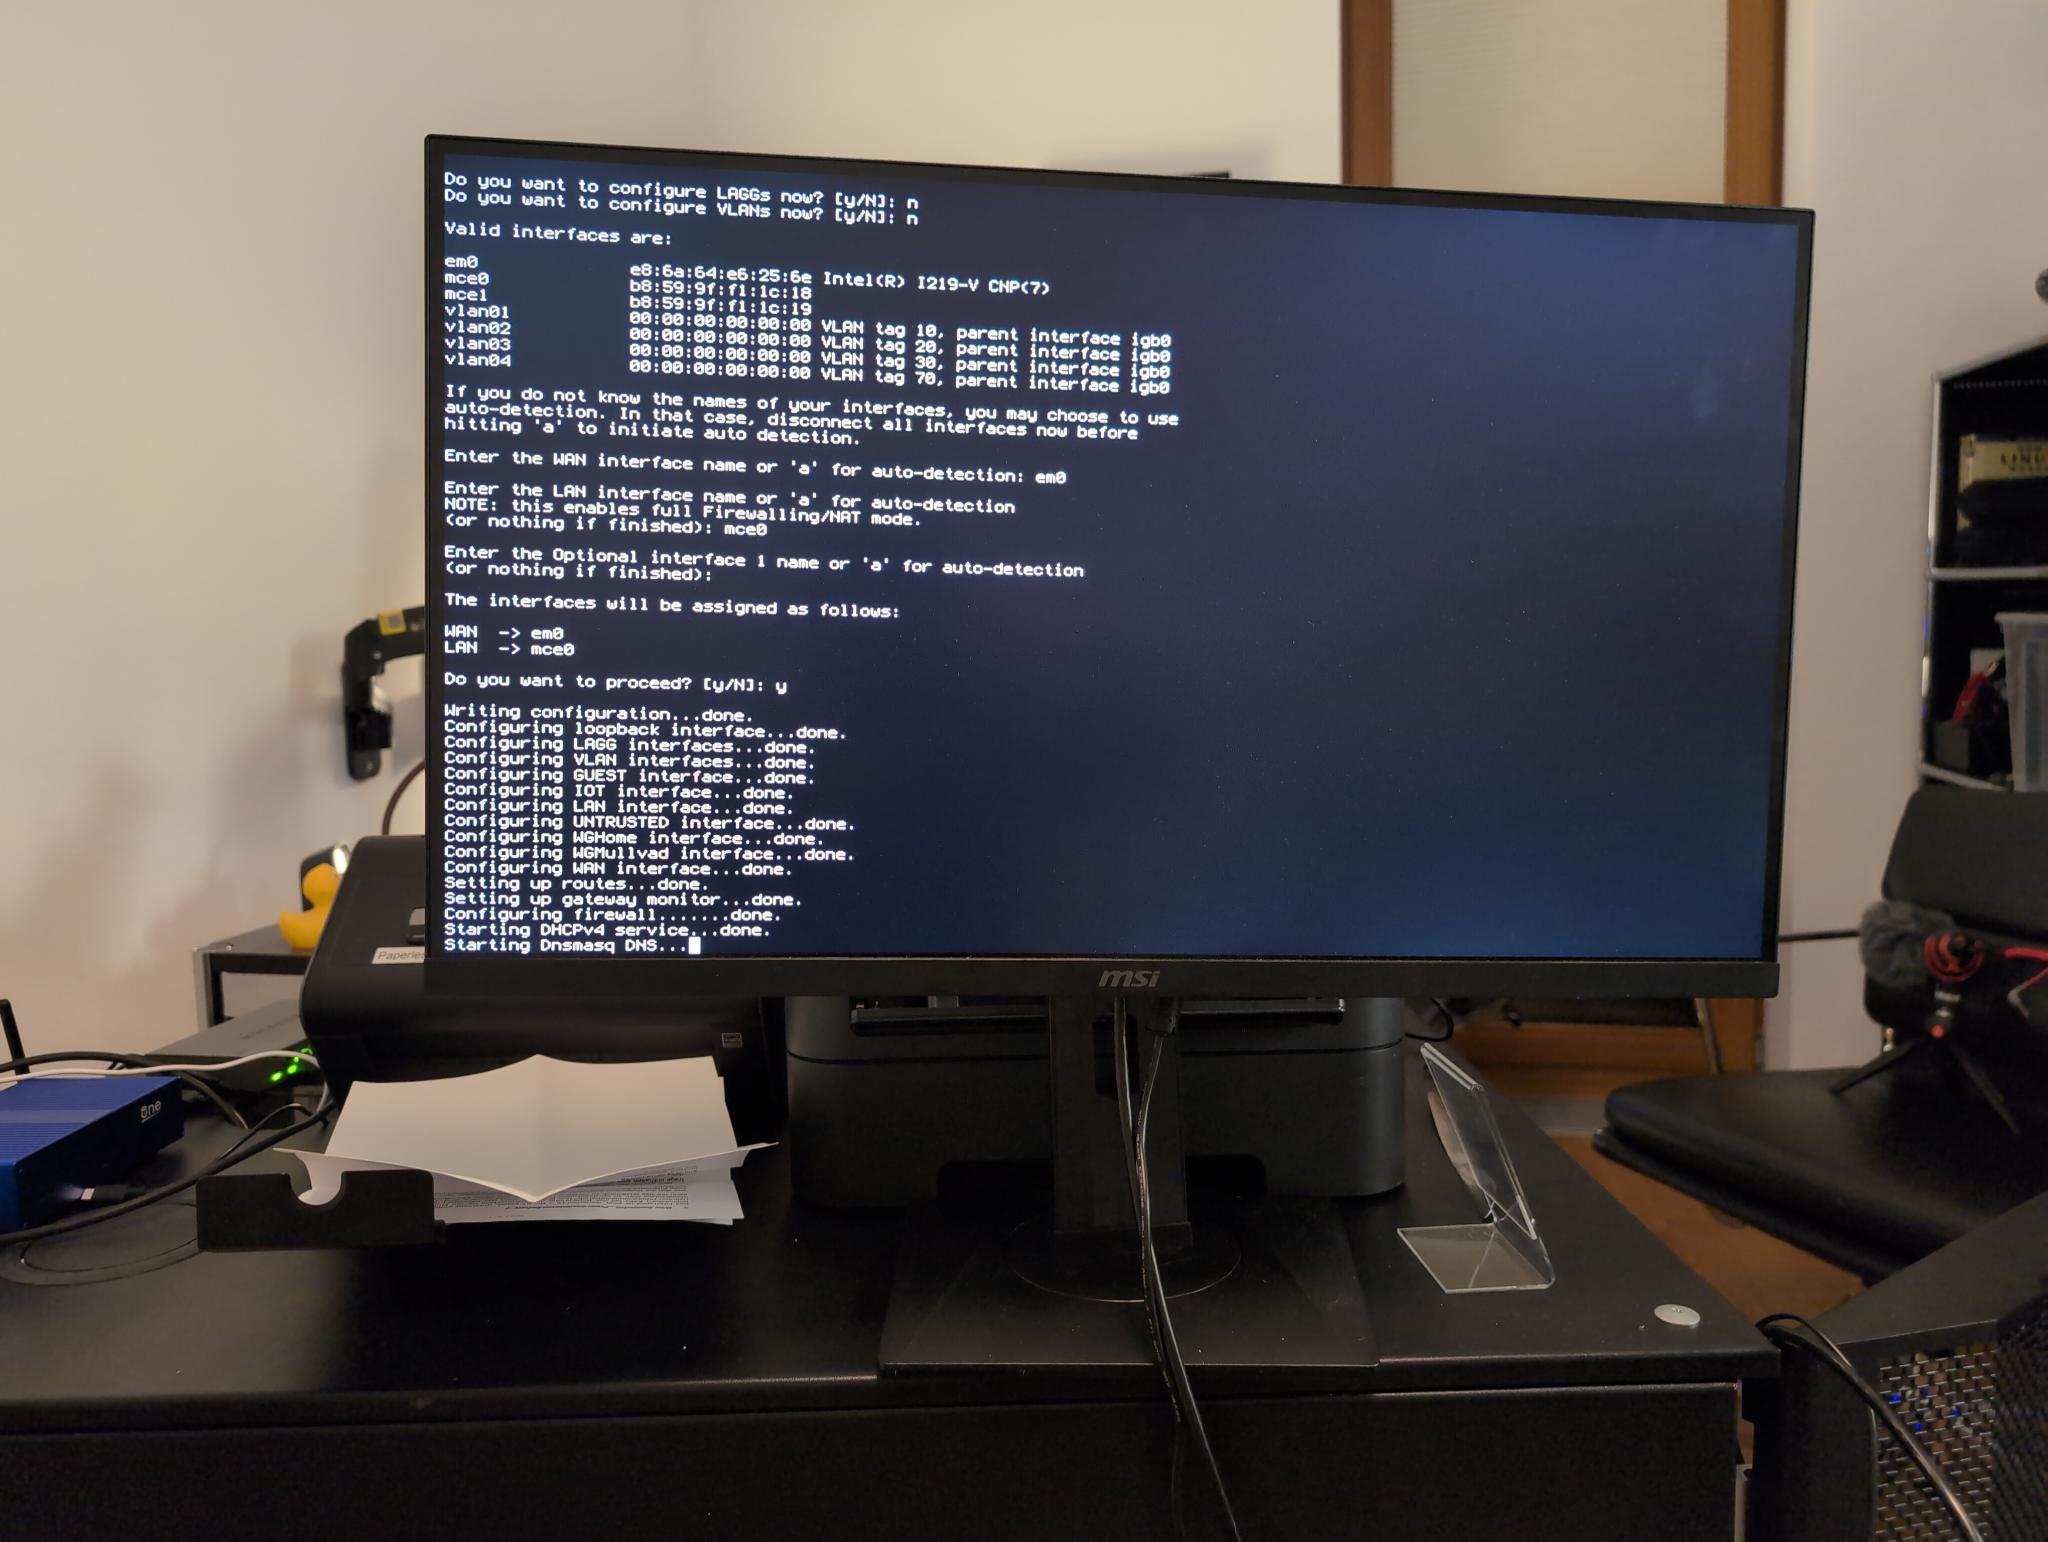 Do you want to configure LAGGs now? [y/N]: n
Do you want to configure VLANs now? [y/N]: n
Valid interfaces are:
em0 e8:6a:64:e6:25:6e Intel(R) I219-V CNP(7)
mce0 b8:59:9f:f1:1c:18
mce1 b8:59:9f:f1:1c:19
vlan01 00:00:00:00:00:00 VLAN tag 10, parent interface igb0
vlan02 00:00:00:00:00:00 VLAN tag 20, parent interface igb0
vlan03 00:00:00:00:00:00 VLAN tag 30, parent interface igb0
vlan04 00:00:00:00:00:00 VLAN tag 70, parent interface igb0
If you do not know the names of your interfaces, you may choose to use
auto-detection. In that case, disconnect all interfaces now before
hitting 'a' to initiate auto detection.
Enter the WAN interface name or 'a' for auto-detection: em0
Enter the LAN interface name or 'a' for auto-detection
NOTE: this enables full Firewalling/NAT mode.
(or nothing if finished): mce0
Enter the Optional interface 1 name or 'a' for auto-detection
(or nothing if finished):
The interfaces will be assigned as follows:
WAN -> em0
LAN -> mce0
Do you want to proceed? [y/N]: y
Writing configuration...done.
Configuring loopback interface...done.
Configuring LAGG interfaces...done.
Configuring VLAN interfaces...done.
Configuring GUEST interface...done.
Configuring IOT interface...done.
Configuring LAN interface...done.
Configuring UNTRUSTED interface...done.
Configuring WGHome interface...done.
Configuring WGMullvad interface...done.
Configuring WAN interface...done.
Setting up routes...done.
Setting up gateway monitor...done.
Configuring firewall.......done.
Starting DHCPv4 service...done.
Starting Dnsmasq DNS...
Paperles
msi
one